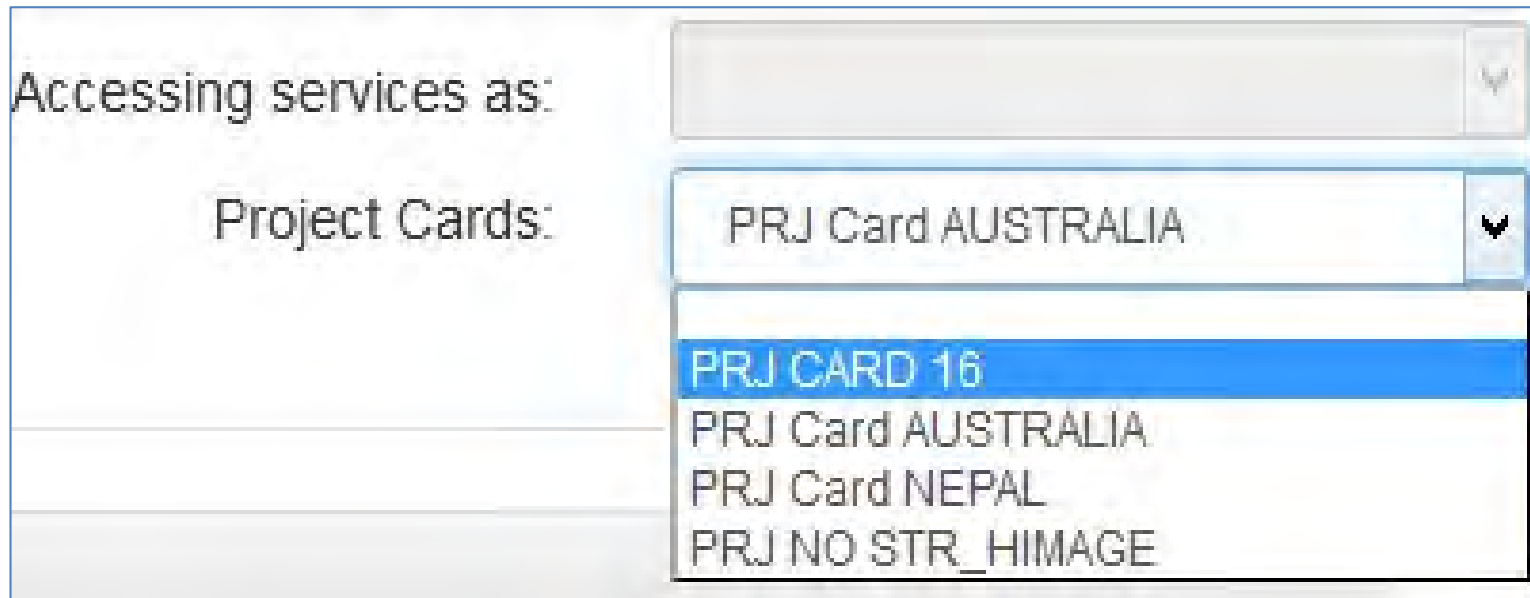 Accessing services as:
Project Cards:
PRJ Card AUSTRALIA
PRJ CARD 16
PRJ Card AUSTRALIA
PRJ Card NEPAL
PRJ NO STR_HIMAGE